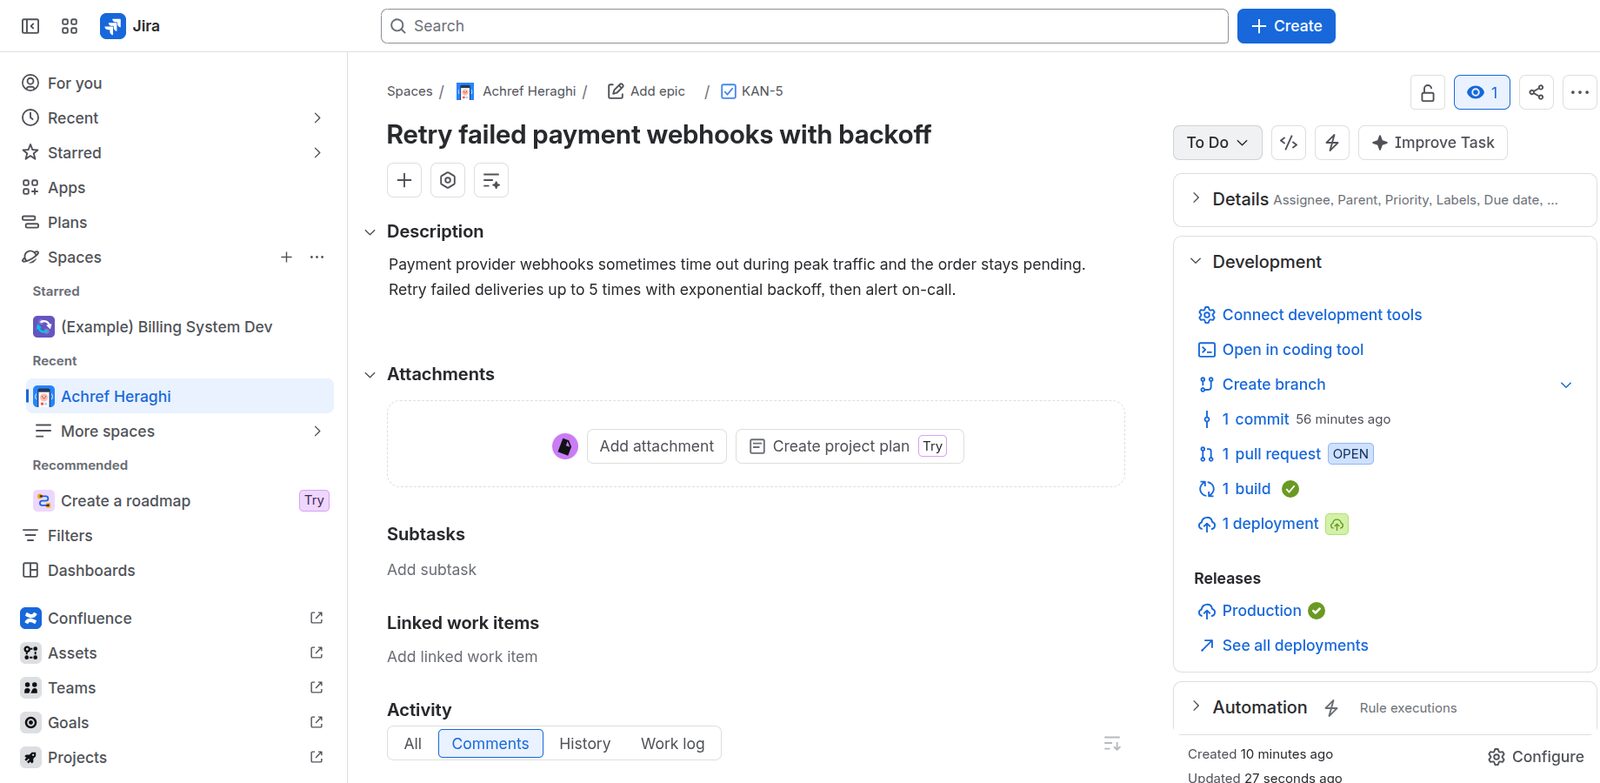 Jira
Search
Create
For you
Recent
Starred
Apps
Plans
Spaces
Starred
(Example) Billing System Dev
Recent
Achref Heraghi
More spaces
Recommended
Create a roadmap Try
Filters
Dashboards
Confluence
Assets
Teams
Goals
Projects
Spaces / Achref Heraghi / Add epic / KAN-5
Retry failed payment webhooks with backoff
Description
Payment provider webhooks sometimes time out during peak traffic and the order stays pending.
Retry failed deliveries up to 5 times with exponential backoff, then alert on-call.
Attachments
Add attachment Create project plan Try
Subtasks
Add subtask
Linked work items
Add linked work item
Activity
All Comments History Work log
1
To Do Improve Task
Details Assignee, Parent, Priority, Labels, Due date, ...
Development
Connect development tools
Open in coding tool
Create branch
1 commit 56 minutes ago
1 pull request OPEN
1 build
1 deployment
Releases
Production
See all deployments
Automation Rule executions
Created 10 minutes ago
Configure
Updated 27 seconds ago